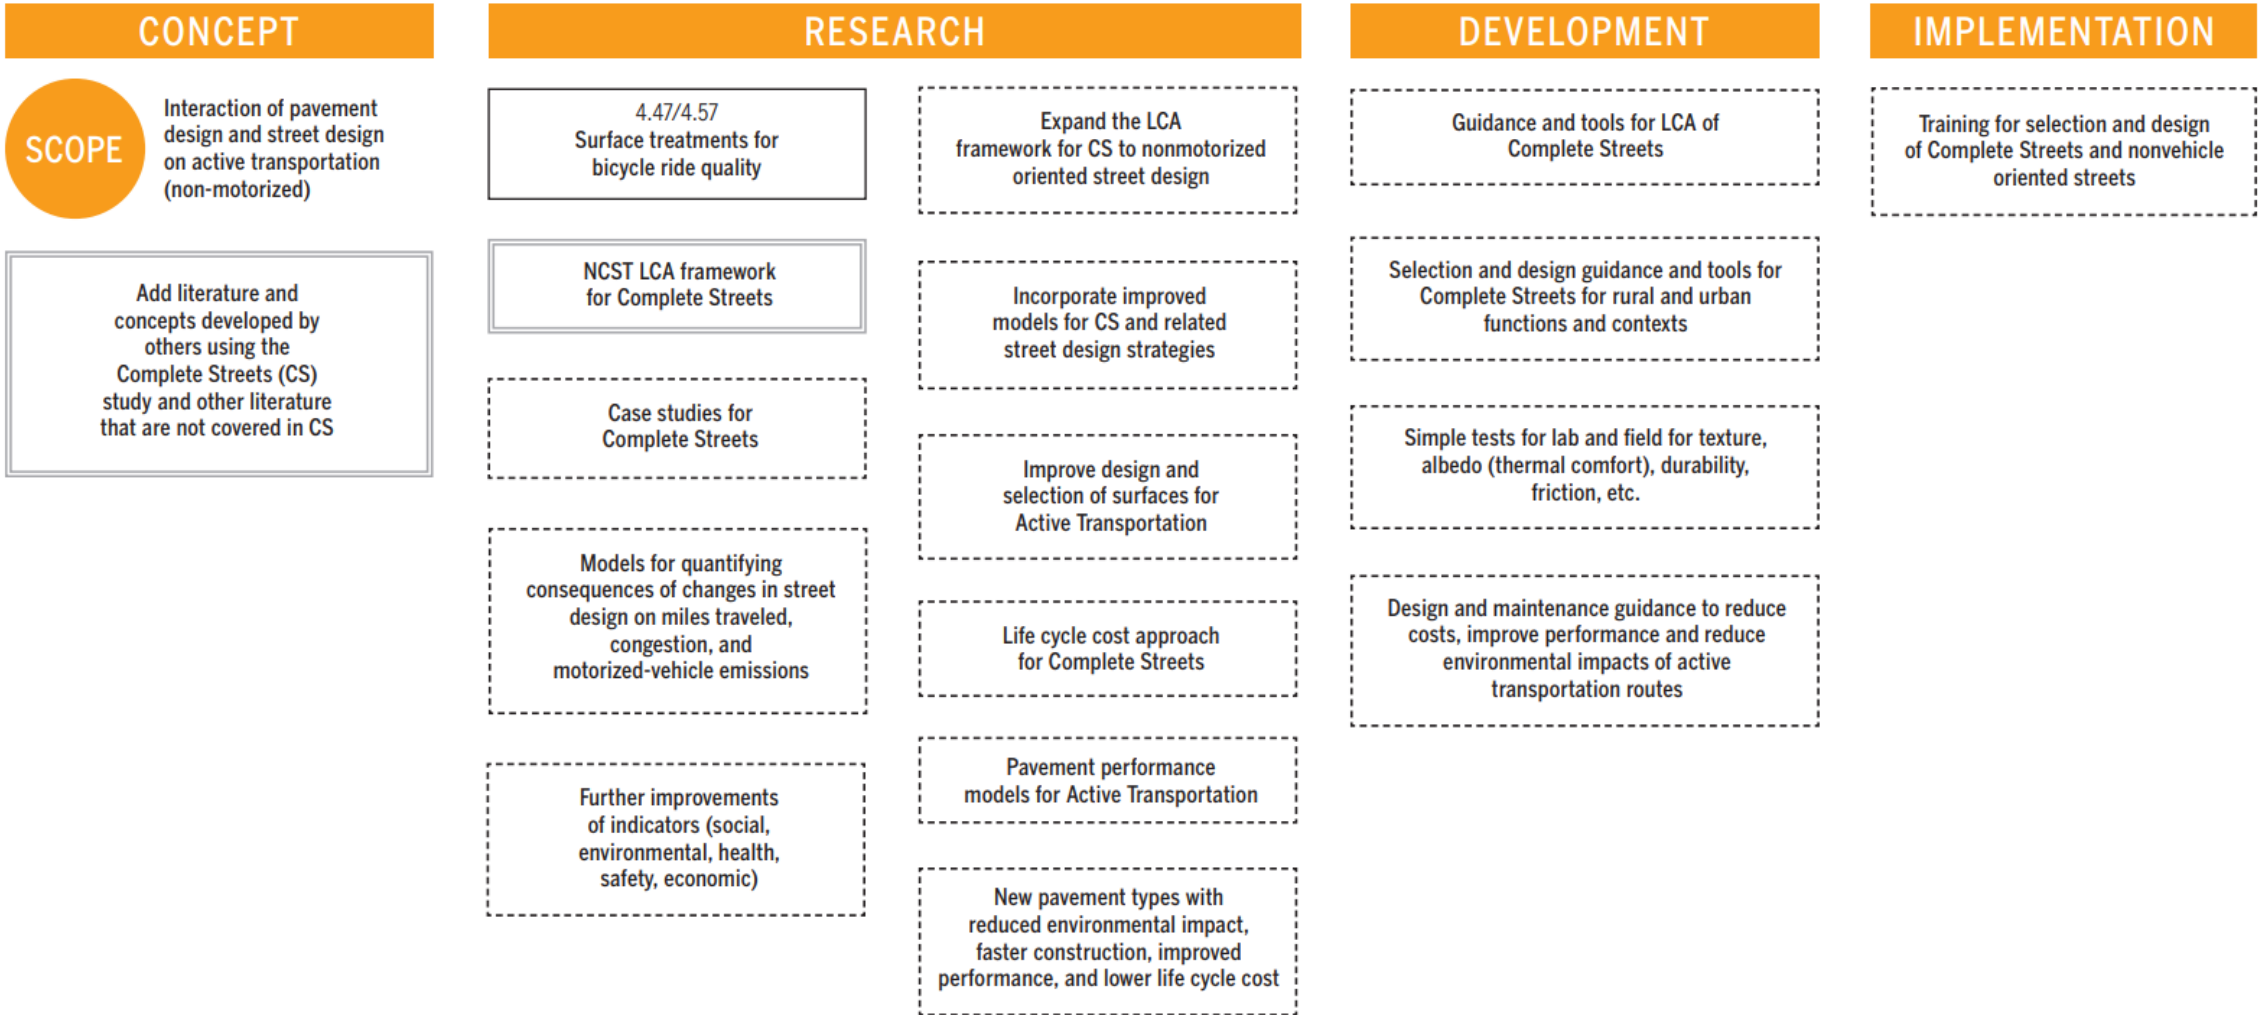 CONCEPT
SCOPE
Interaction of pavement
design and street design
on active transportation
(non-motorized)
Add literature and
concepts developed by
others using the
Complete Streets (CS)
study and other literature
that are not covered in CS
RESEARCH
4.47/4.57
Surface treatments for
bicycle ride quality
NCST LCA framework
for Complete Streets
Case studies for
Complete Streets
Models for quantifying
consequences of changes in street
design on miles traveled,
congestion, and
motorized-vehicle emissions
Further improvements
of indicators (social,
environmental, health,
safety, economic)
Expand the LCA
framework for CS to nonmotorized
oriented street design
Incorporate improved
models for CS and related
street design strategies
Improve design and
selection of surfaces for
Active Transportation
Life cycle cost approach
for Complete Streets
Pavement performance
models for Active Transportation
New pavement types with
reduced environmental impact,
faster construction, improved
performance, and lower life cycle cost
DEVELOPMENT
Guidance and tools for LCA of
Complete Streets
Selection and design guidance and tools for
Complete Streets for rural and urban
functions and contexts
Simple tests for lab and field for texture,
albedo (thermal comfort), durability,
friction, etc.
Design and maintenance guidance to reduce
costs, improve performance and reduce
environmental impacts of active
transportation routes
IMPLEMENTATION
Training for selection and design
of Complete Streets and nonvehicle
oriented streets